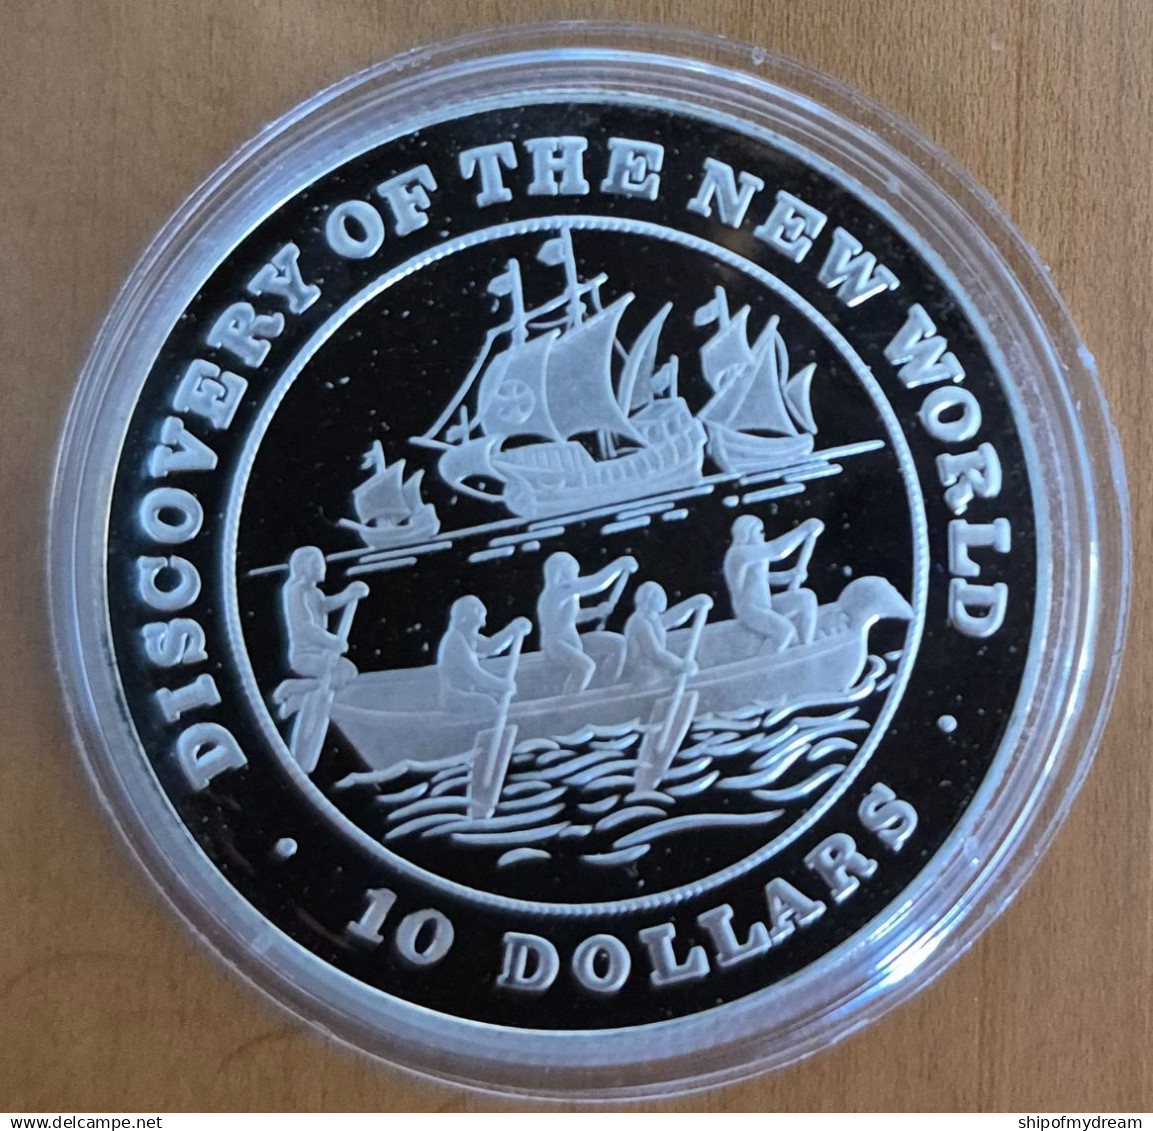 DISCOVERY OF THE NEW WORLD
· 10 DOLLARS ·
www.delcampe.net
shipofmydream